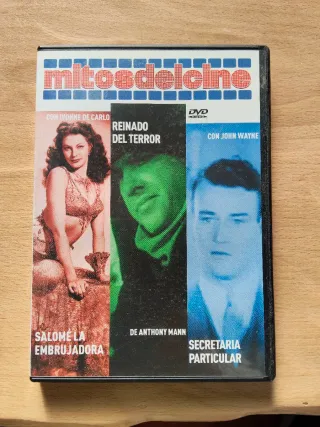 mitosdelcine
CON YVONNE DE CARLO
REINADO
DEL TERROR
DVD
CON JOHN WAYNE
SALOMÉ LA
EMBRUJADORA
DE ANTHONY MANN
SECRETARIA
PARTICULAR